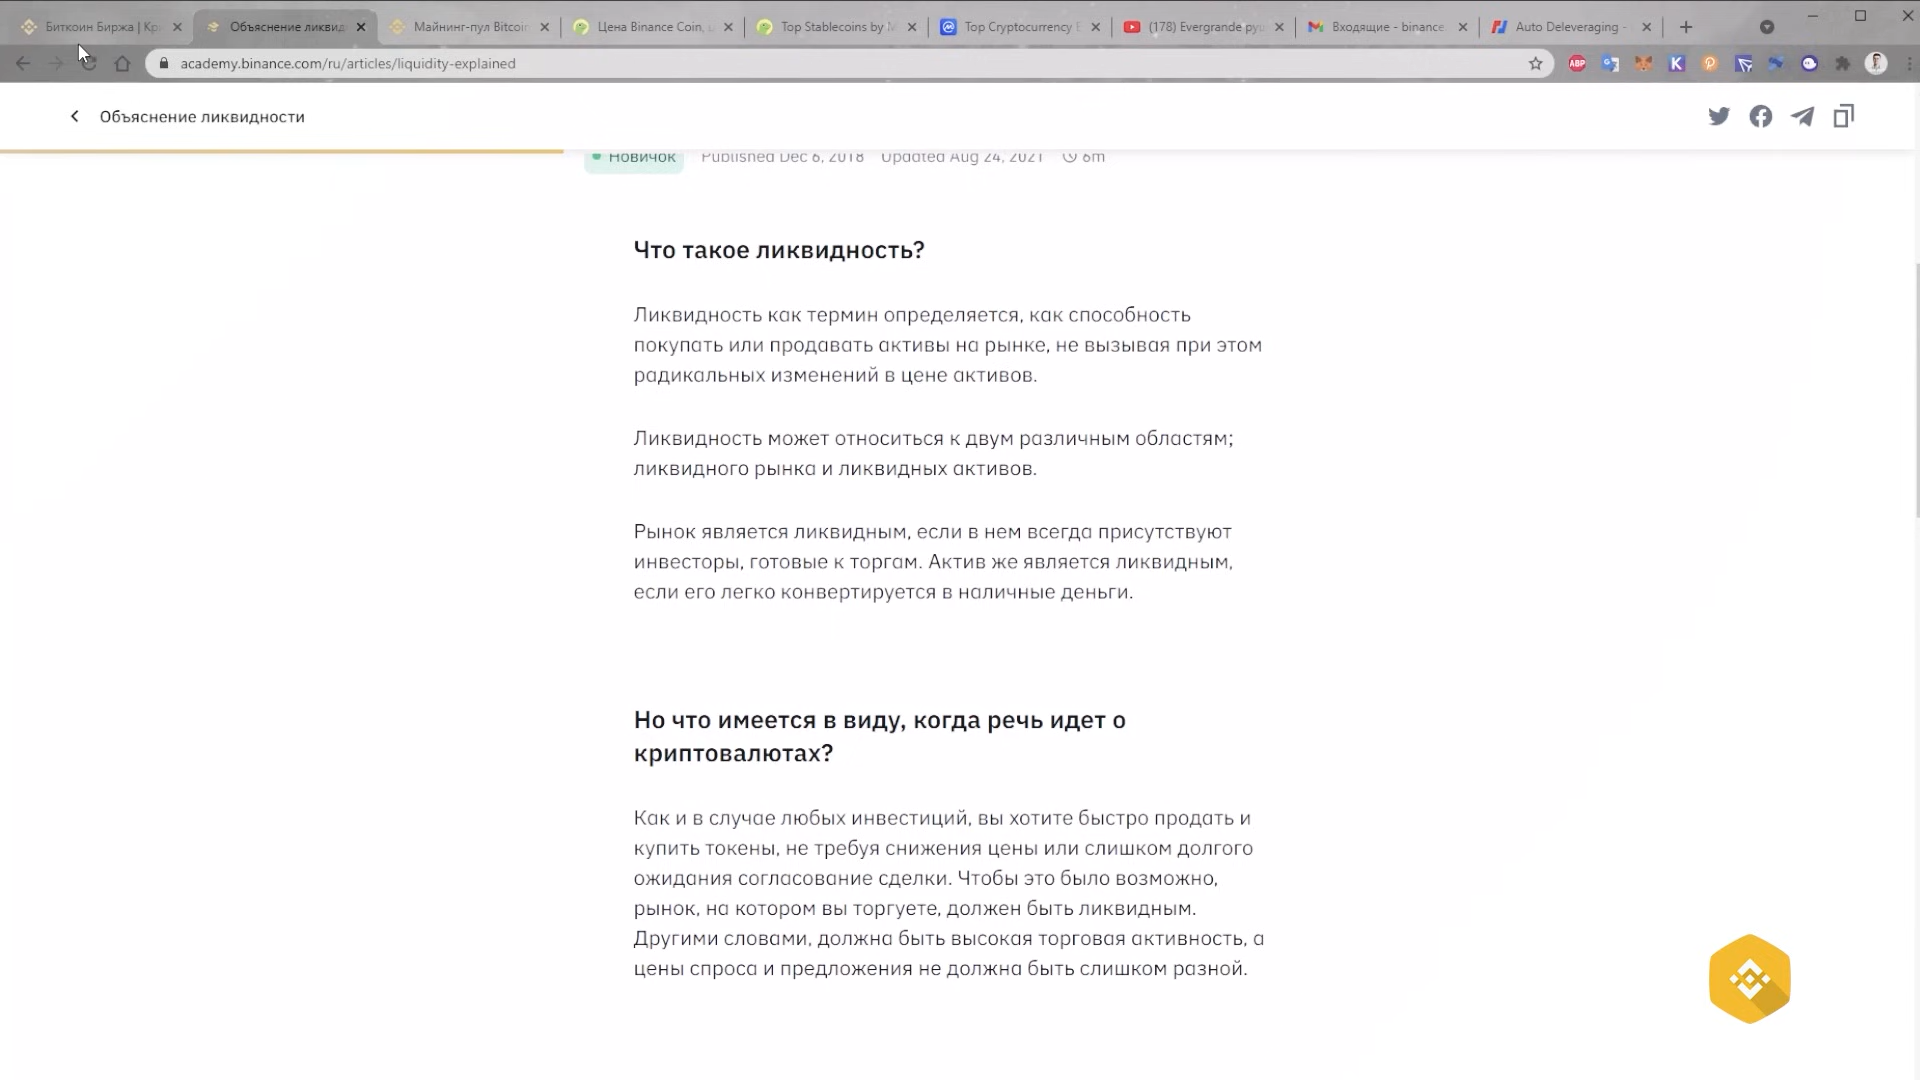 Биткоин Биржа | Кр
Объяснение ликвид
Майнинг-пул Bitcoin
Цена Binance Coin,
Top Stablecoins by M
Top Cryptocurrency E
(178) Evergrande
Входящие - binance
Auto Deleveraging -
academy.binance.com/ru/articles/liquidity-explained
ABP
K
Объяснение ликвидности
Новичок Published Dec 6, 2018 Updated Aug 24, 2021 6m
Что такое ликвидность?
Ликвидность как термин определяется, как способность
покупать или продавать активы на рынке, не вызывая при этом
радикальных изменений в цене активов.
Ликвидность может относиться к двум различным областям;
ликвидного рынка и ликвидных активов.
Рынок является ликвидным, если в нем всегда присутствуют
инвесторы, готовые к торгам. Актив же является ликвидным,
если его легко конвертируется в наличные деньги.
Но что имеется в виду, когда речь идет о
криптовалютах?
Как и в случае любых инвестиций, вы хотите быстро продать и
купить токены, не требуя снижения цены или слишком долгого
ожидания согласование сделки. Чтобы это было возможно,
рынок, на котором вы торгуете, должен быть ликвидным.
Другими словами, должна быть высокая торговая активность, а
цены спроса и предложения не должна быть слишком разной.